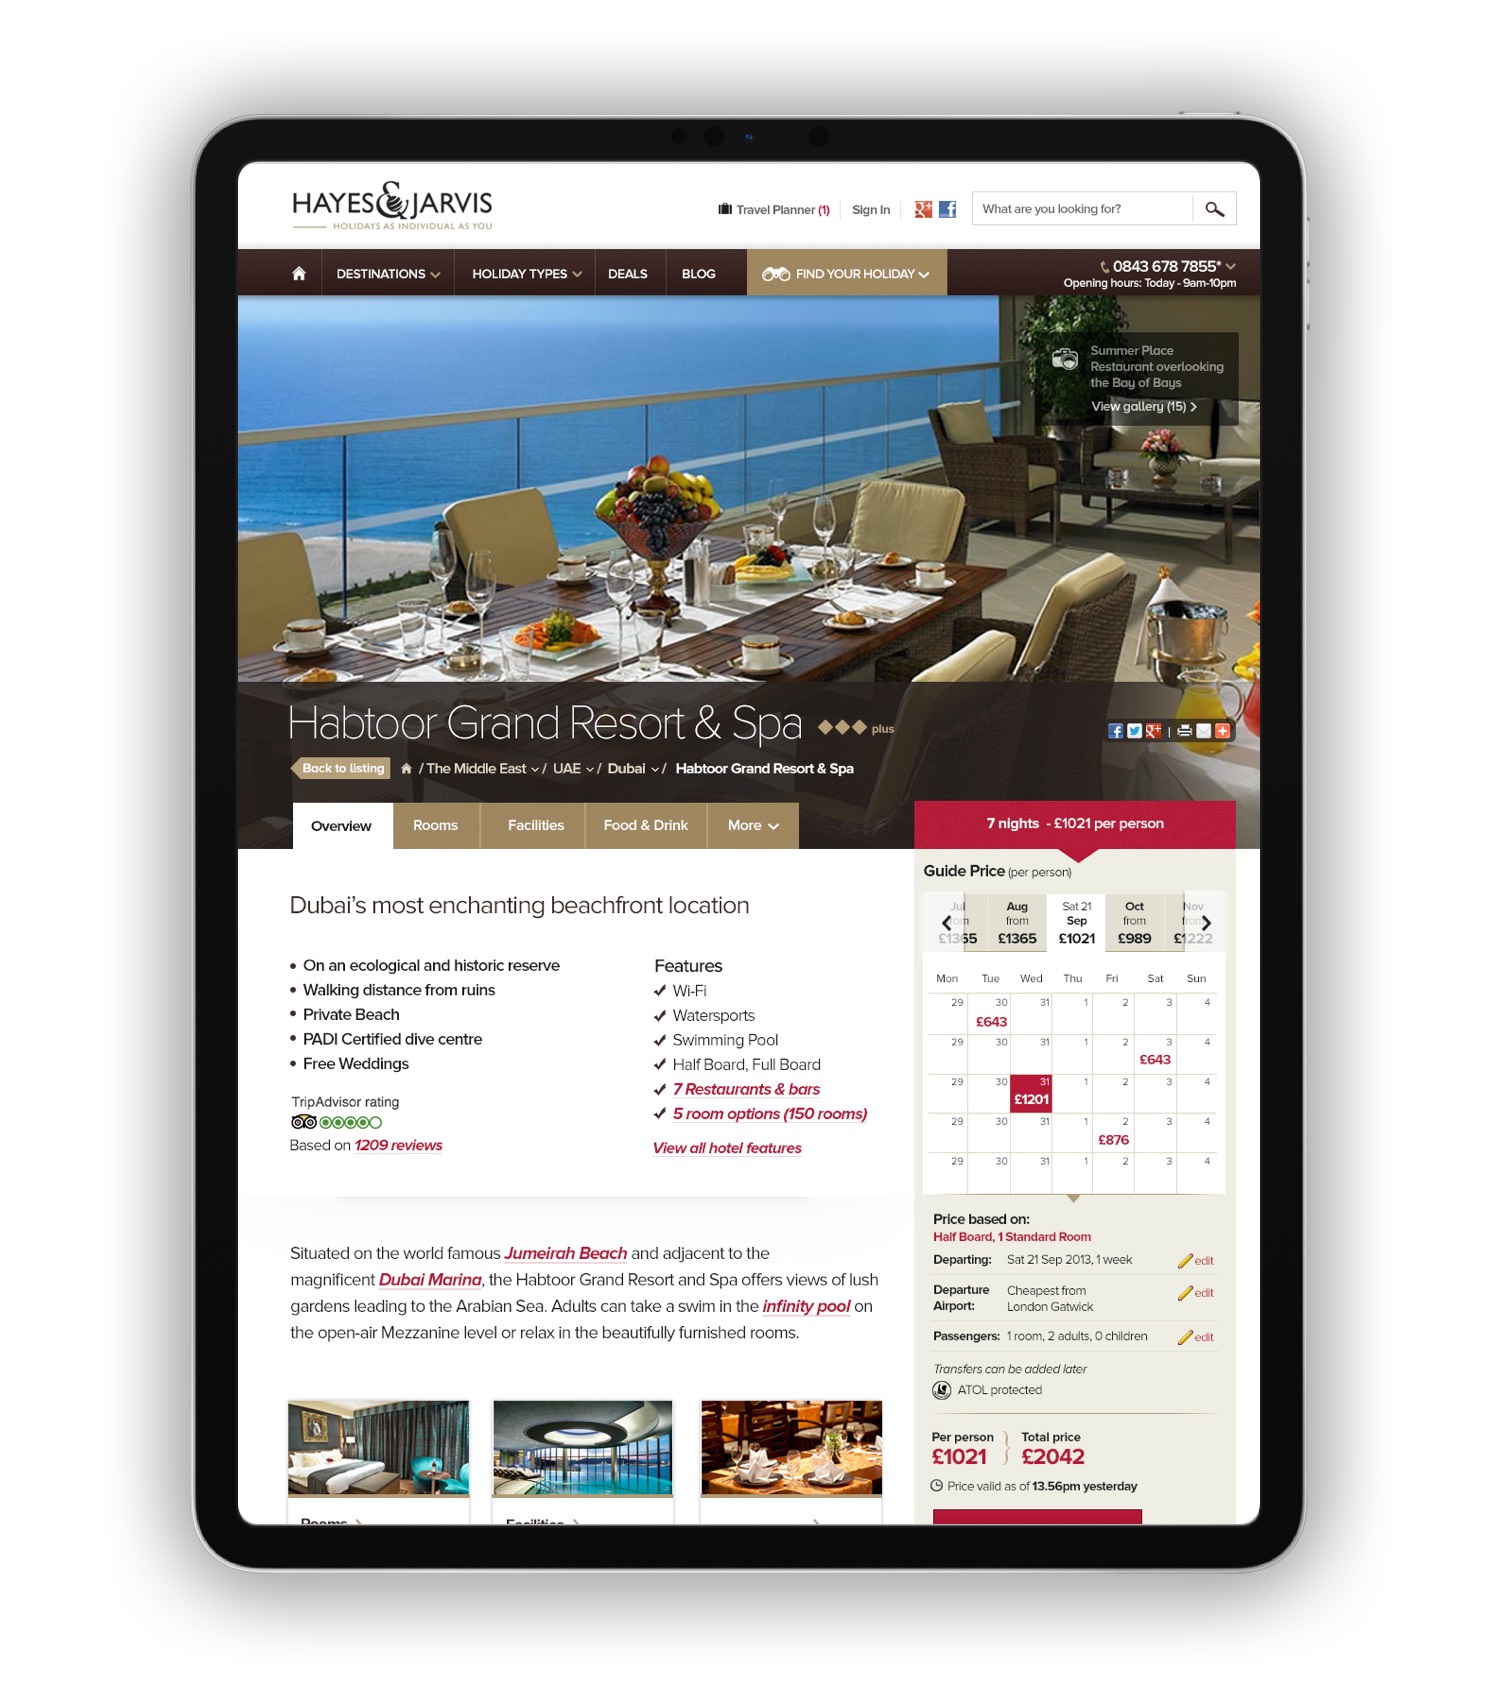 HAYES & JARVIS
HOLIDAYS AS INDIVIDUAL AS YOU
Travel Planner (1)
Sign In
What are you looking for?
DESTINATIONS
HOLIDAY TYPES
DEALS
BLOG
FIND YOUR HOLIDAY
0843 678 7855*
Opening hours: Today - 9am-10pm
Summer Place
Restaurant overlooking
the Bay of Bays
View gallery (15)
Habtoor Grand Resort & Spa
plus
Back to listing
/ The Middle East / UAE / Dubai / Habtoor Grand Resort & Spa
Overview
Rooms
Facilities
Food & Drink
More
Dubai’s most enchanting beachfront location
• On an ecological and historic reserve
• Walking distance from ruins
• Private Beach
• PADI Certified dive centre
• Free Weddings
TripAdvisor rating
Based on 1209 reviews
Features
Wi-Fi
Watersports
Swimming Pool
Half Board, Full Board
7 Restaurants & bars
5 room options (150 rooms)
View all hotel features
Situated on the world famous Jumeirah Beach and adjacent to the
magnificent Dubai Marina, the Habtoor Grand Resort and Spa offers views of lush
gardens leading to the Arabian Sea. Adults can take a swim in the infinity pool on
the open-air Mezzanine level or relax in the beautifully furnished rooms.
Rooms
Facilities
7 nights - £1021 per person
Guide Price (per person)
Jul Aug Sat 21 Oct Nov
from from Sep from from
£1365 £1365 £1021 £989 £1222
Mon Tue Wed Thu Fri Sat Sun
29 30 31 1 2 3 4
£643
29 30 31 1 2 3 4
£643
29 30 31 1 2 3 4
£1201
29 30 31 1 2 3 4
£876
29 30 31 1 2 3 4
Price based on:
Half Board, 1 Standard Room
Departing: Sat 21 Sep 2013, 1 week edit
Departure Cheapest from edit
Airport: London Gatwick
Passengers: 1 room, 2 adults, 0 children edit
Transfers can be added later
ATOL protected
Per person Total price
£1021 £2042
Price valid as of 13.56pm yesterday